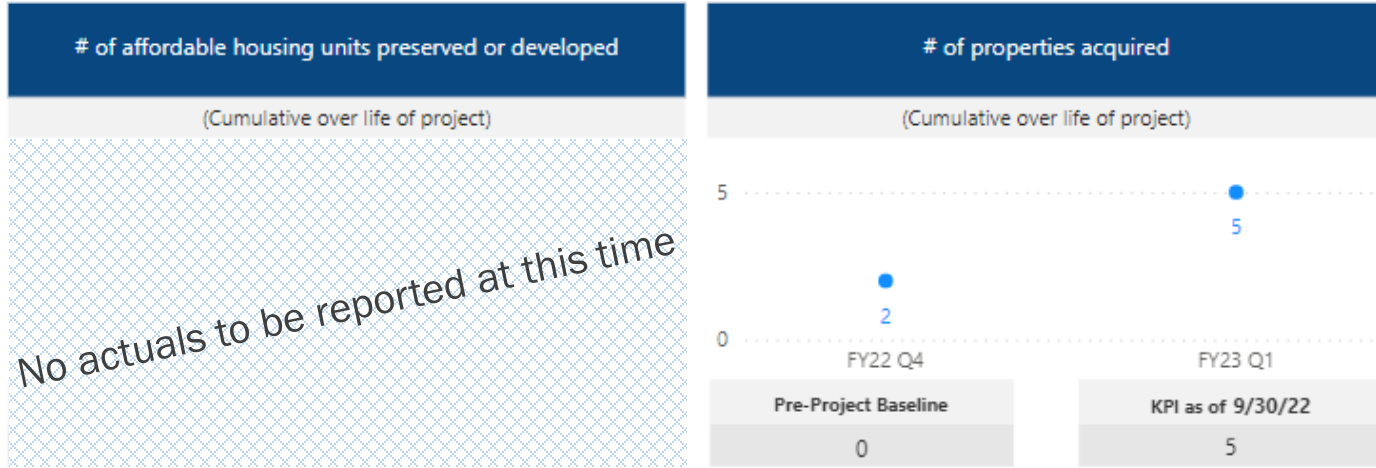 # of affordable housing units preserved or developed
(Cumulative over life of project)
No actuals to be reported at this time
# of properties acquired
(Cumulative over life of project)
5
5
2
0
FY22 Q4 FY23 Q1
Pre-Project Baseline KPI as of 9/30/22
0 5